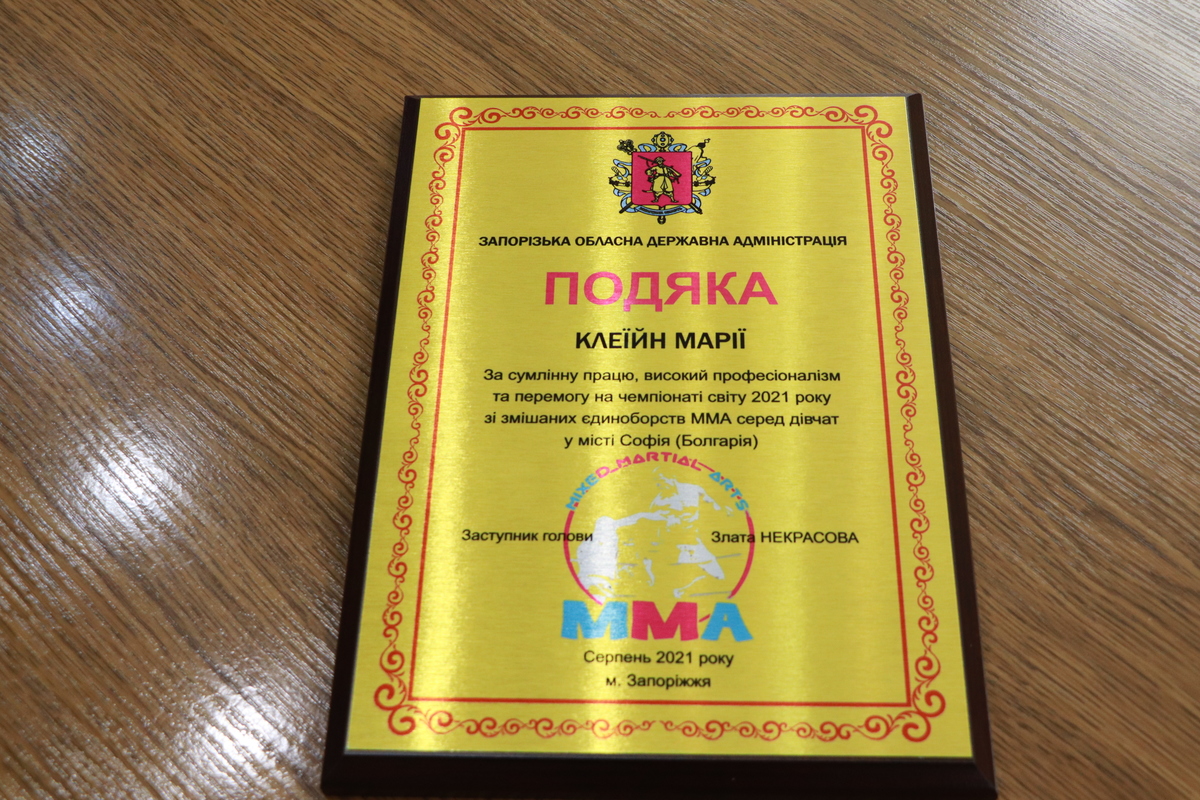 ЗАПОРІЗЬКА ОБЛАСНА ДЕРЖАВНА АДМІНІСТРАЦІЯ
ПОДЯКА
КЛЕЇЙН МАРІЇ
За сумлінну працю, високий професіоналізм
та перемогу на чемпіонаті світу 2021 року
зі змішаних єдиноборств ММА серед дівчат
у місті Софія (Болгарія)
MIXED MARTIAL ARTS
Заступник голови Злата НЕКРАСОВА
MMA
Серпень 2021 року
м. Запоріжжя